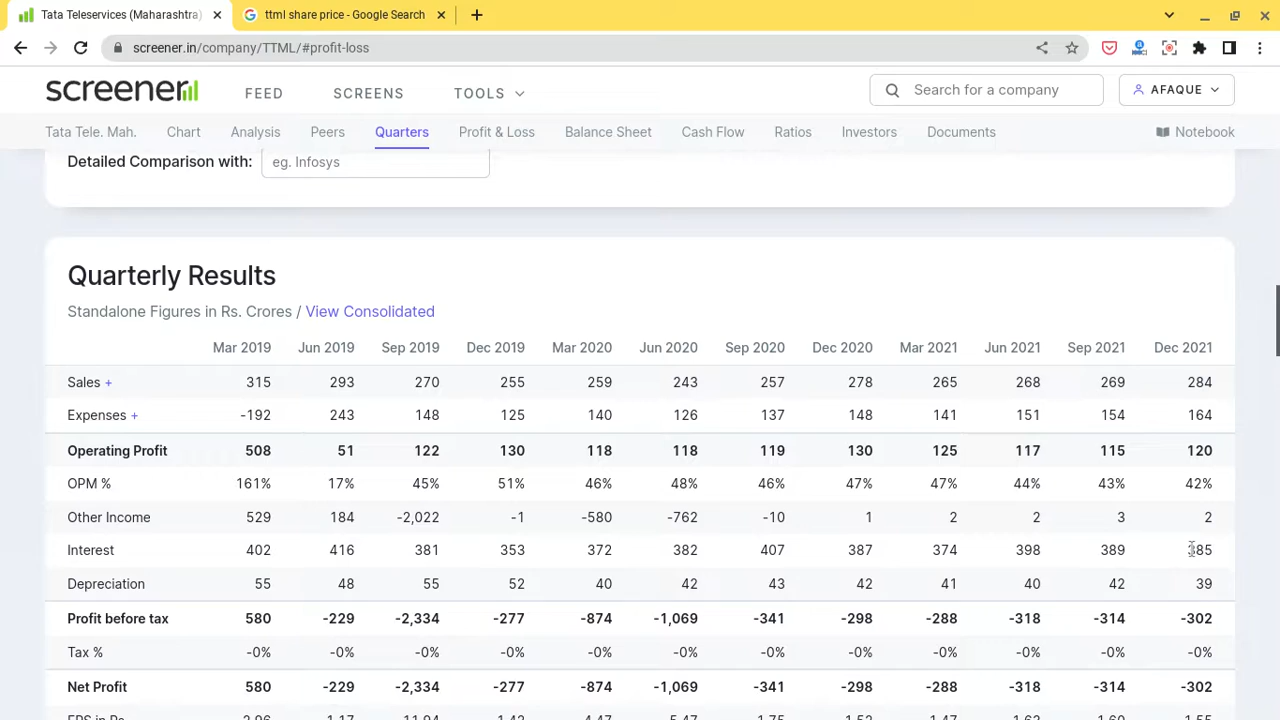 Tata Teleservices (Maharashtra)
ttml share price - Google Search
screener.in/company/TTML/#profit-loss
screener
FEED SCREENS TOOLS
Search for a company
AFAQUE
Tata Tele. Mah. Chart Analysis Peers Quarters Profit & Loss Balance Sheet Cash Flow Ratios Investors Documents Notebook
Detailed Comparison with: eg. Infosys
Quarterly Results
Standalone Figures in Rs. Crores / View Consolidated
Mar 2019 Jun 2019 Sep 2019 Dec 2019 Mar 2020 Jun 2020 Sep 2020 Dec 2020 Mar 2021 Jun 2021 Sep 2021 Dec 2021
Sales + 315 293 270 255 259 243 257 278 265 268 269 284
Expenses + -192 243 148 125 140 126 137 148 141 151 154 164
Operating Profit 508 51 122 130 118 118 119 130 125 117 115 120
OPM % 161% 17% 45% 51% 46% 48% 46% 47% 47% 44% 43% 42%
Other Income 529 184 -2,022 -1 -580 -762 -10 1 2 2 3 2
Interest 402 416 381 353 372 382 407 387 374 398 389 385
Depreciation 55 48 55 52 40 42 43 42 41 40 42 39
Profit before tax 580 -229 -2,334 -277 -874 -1,069 -341 -298 -288 -318 -314 -302
Tax % -0% -0% -0% -0% -0% -0% -0% -0% -0% -0% -0% -0%
Net Profit 580 -229 -2,334 -277 -874 -1,069 -341 -298 -288 -318 -314 -302
EPS in Rs